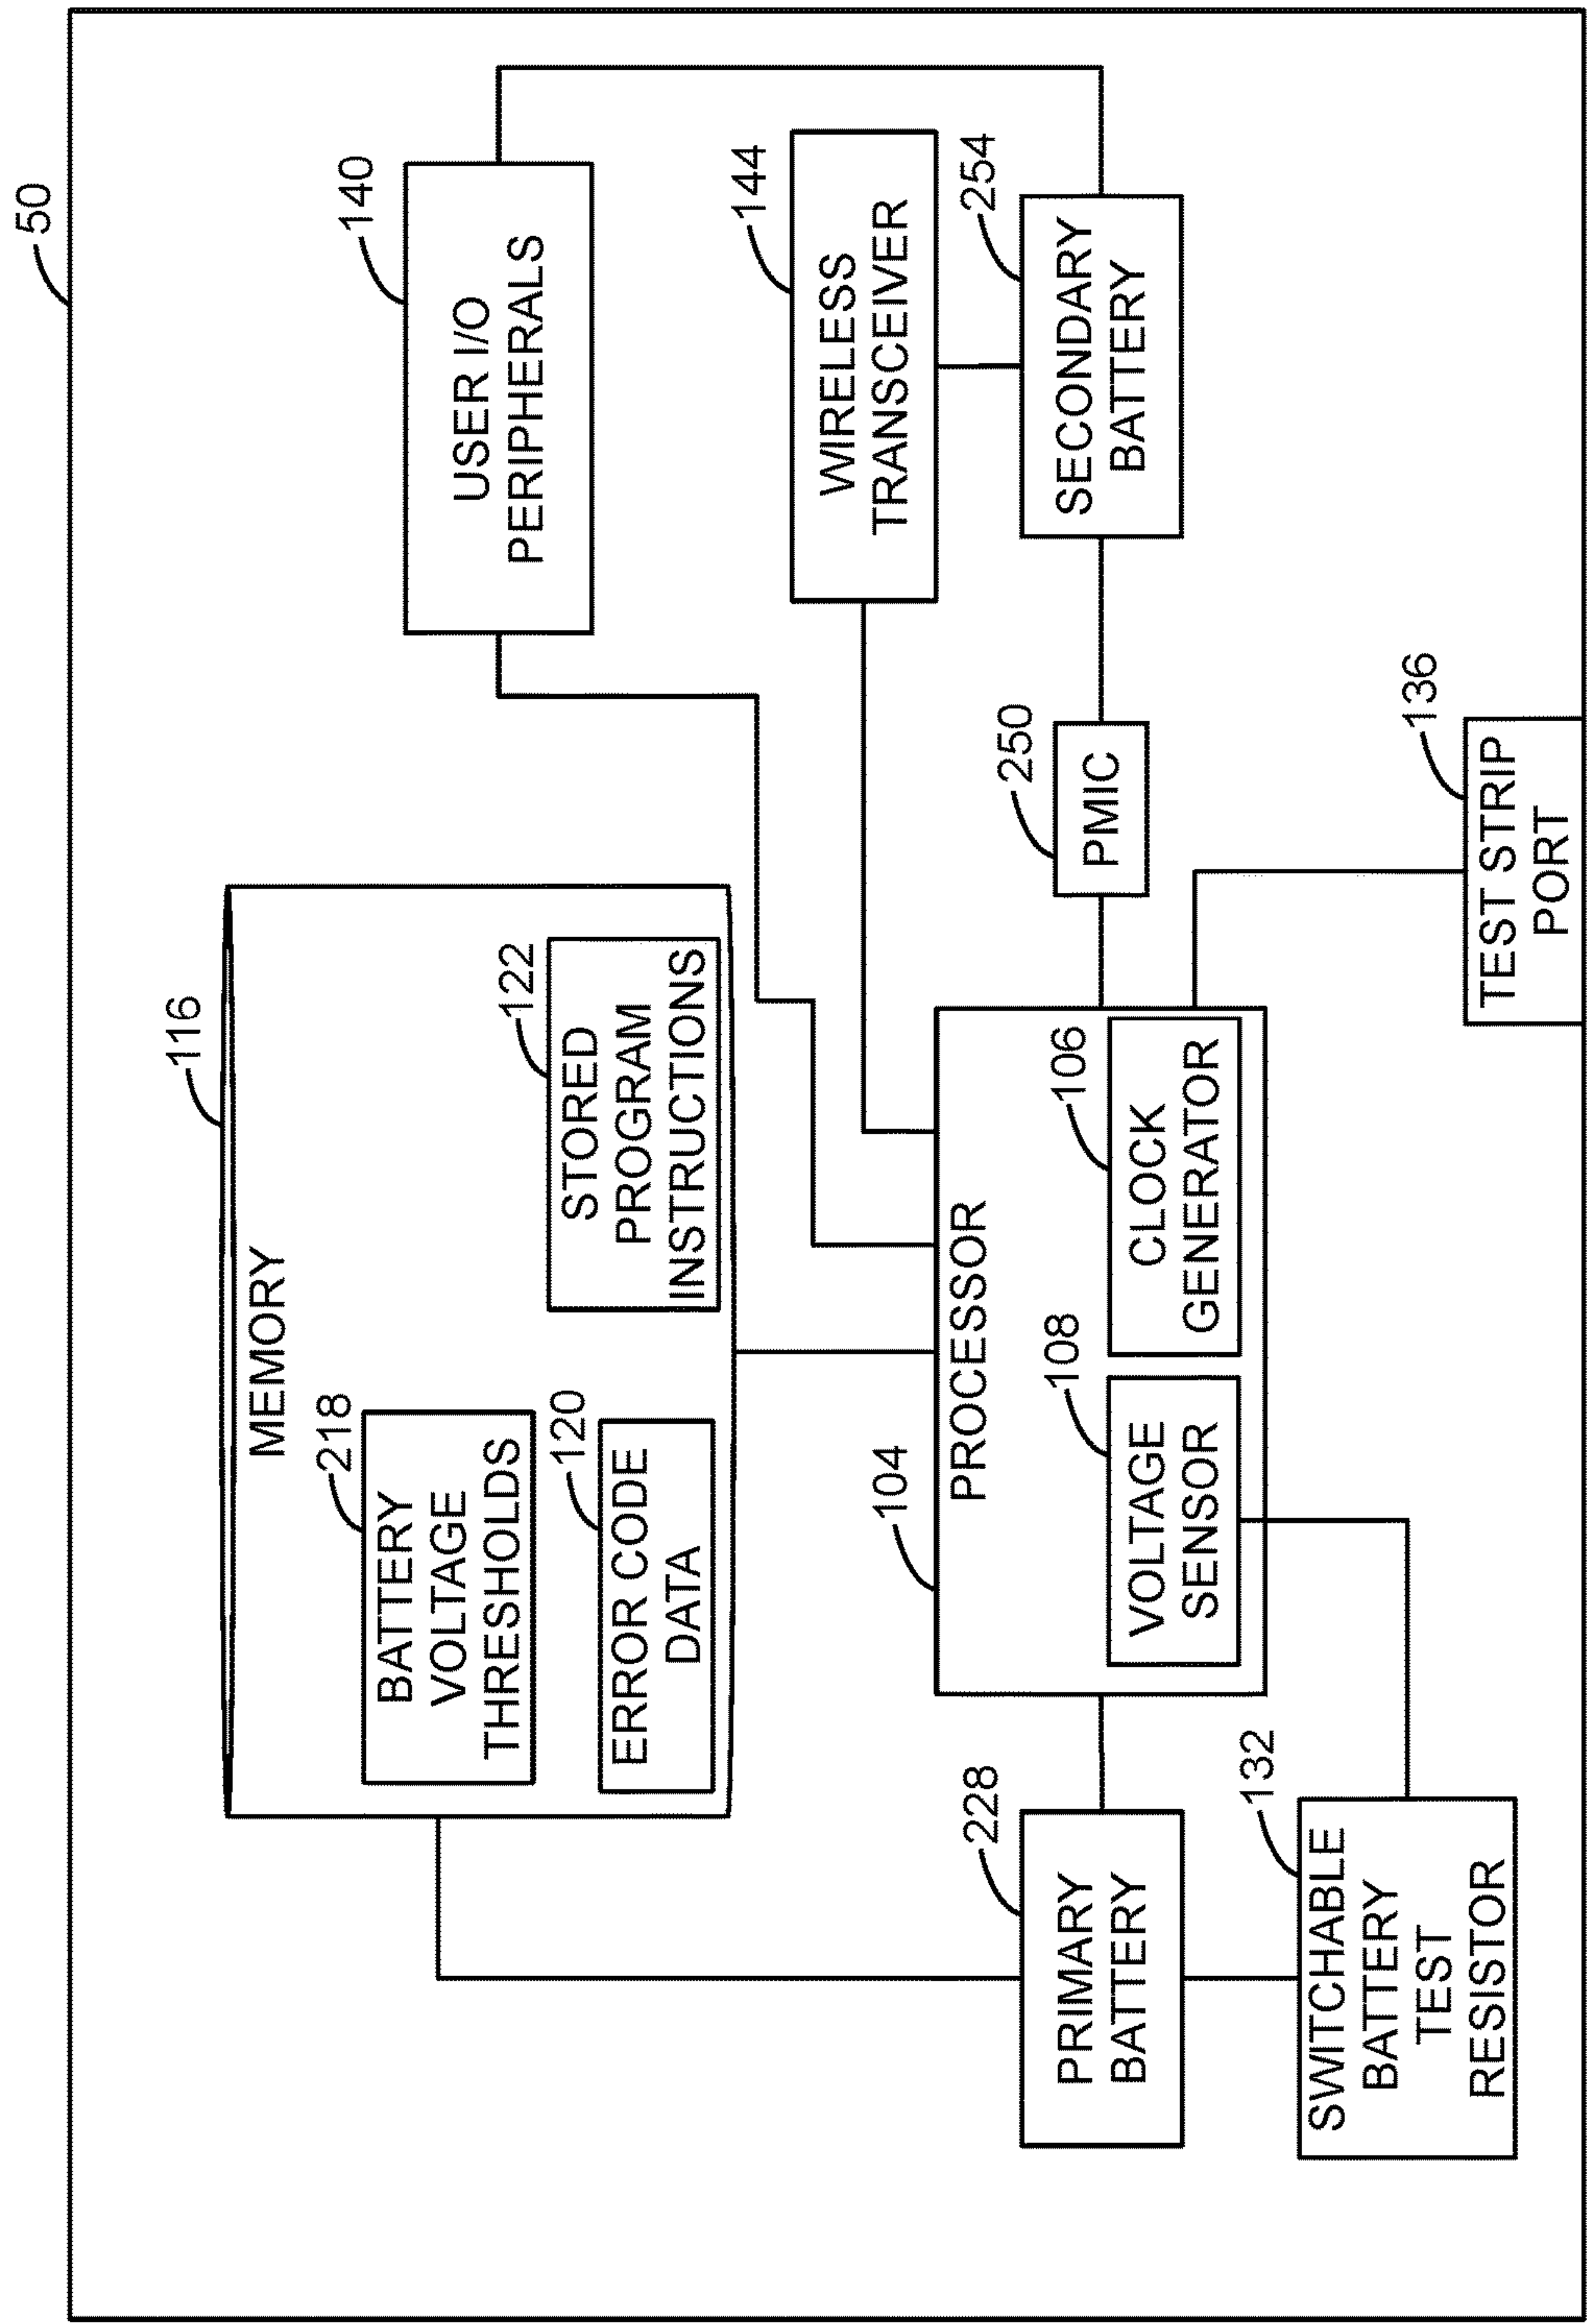 50
116
MEMORY
218
BATTERY
VOLTAGE
THRESHOLDS
120
ERROR CODE
DATA
122
STORED
PROGRAM
INSTRUCTIONS
140
USER I/O
PERIPHERALS
144
WIRELESS
TRANSCEIVER
104
PROCESSOR
108
VOLTAGE
SENSOR
106
CLOCK
GENERATOR
228
PRIMARY
BATTERY
250
PMIC
254
SECONDARY
BATTERY
132
SWITCHABLE
BATTERY
TEST
RESISTOR
136
TEST STRIP
PORT